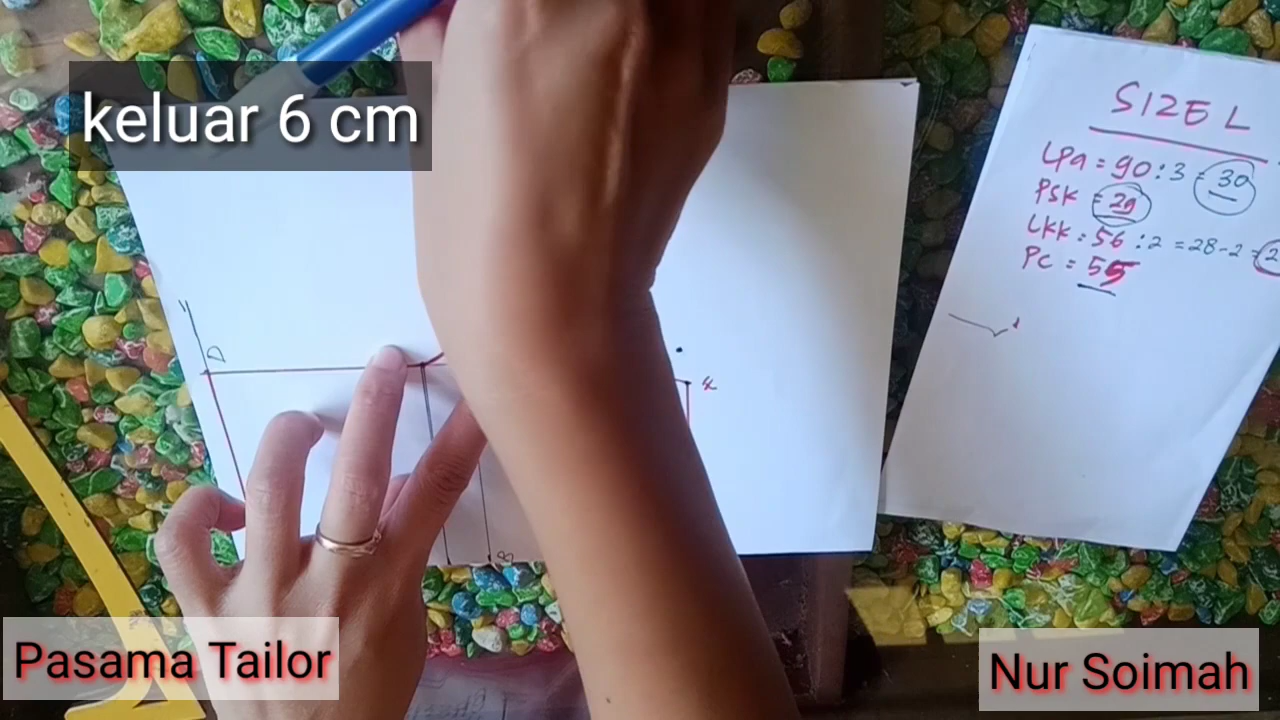 keluar 6 cm
SIZE L
LPa = 90 : 3 = 30
PSK = 29
LKK : 56 : 2 = 28 - 2 =
PC = 55
D
B
Pasama Tailor
Nur Soimah